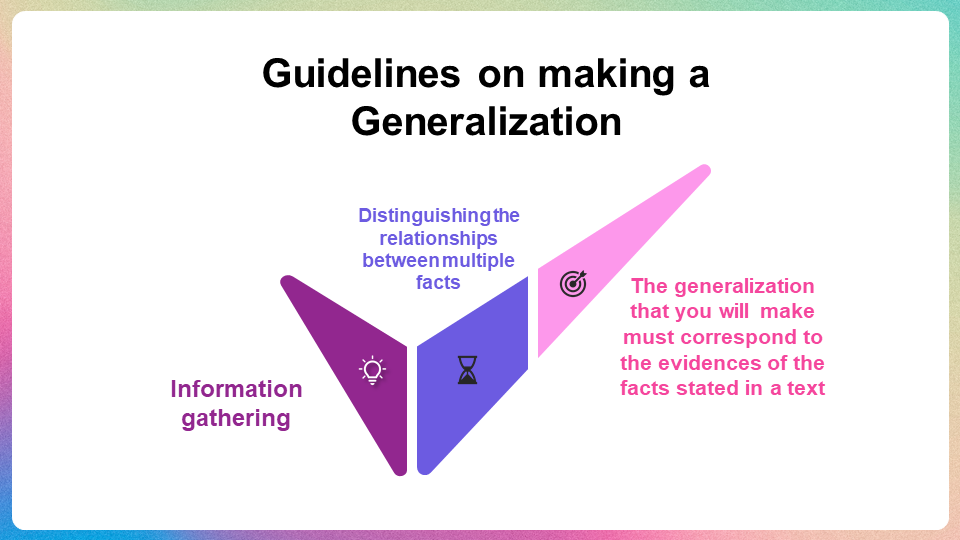 Guidelines on making a
Generalization
Distinguishing the
relationships
between multiple
facts
Information
gathering
The generalization
that you will make
must correspond to
the evidences of the
facts stated in a text